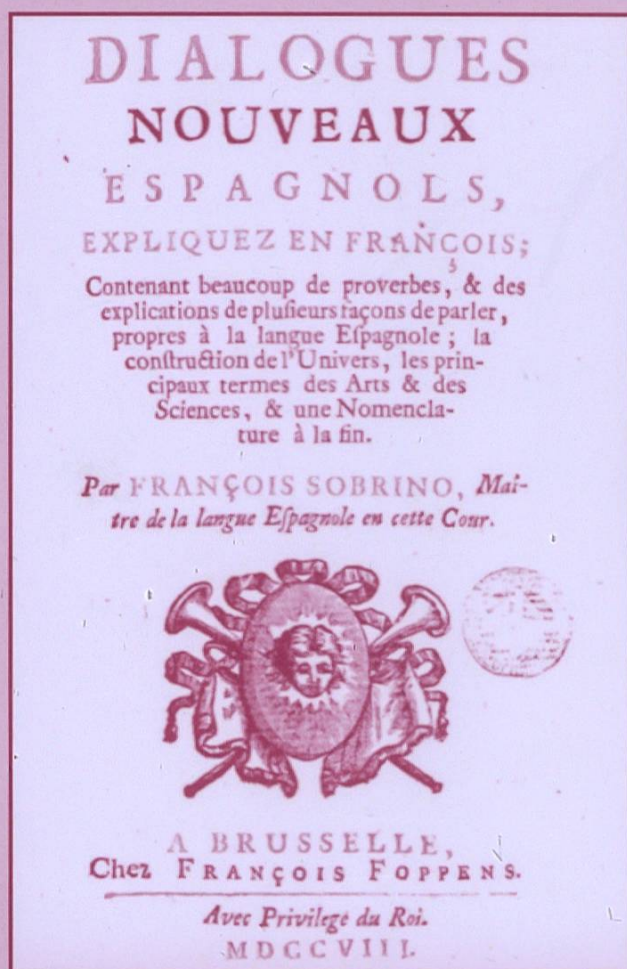 DIALOGUES
NOUVEAUX
ESPAGNOLS,
EXPLIQUEZ EN FRANÇOIS;
Contenant beaucoup de proverbes, & des
explications de pluſieurs façons de parler,
propres à la langue Eſpagnole ; la
conſtruction de l'Univers, les prin-
cipaux termes des Arts & des
Sciences, & une Nomencla-
ture à la fin.
Par FRANÇOIS SOBRINO, Maî-
tre de la langue Eſpagnole en cette Cour.
A BRUSSELLE,
Chez FRANÇOIS FOPPENS.
Avec Privilege du Roi.
MDCCVIII.